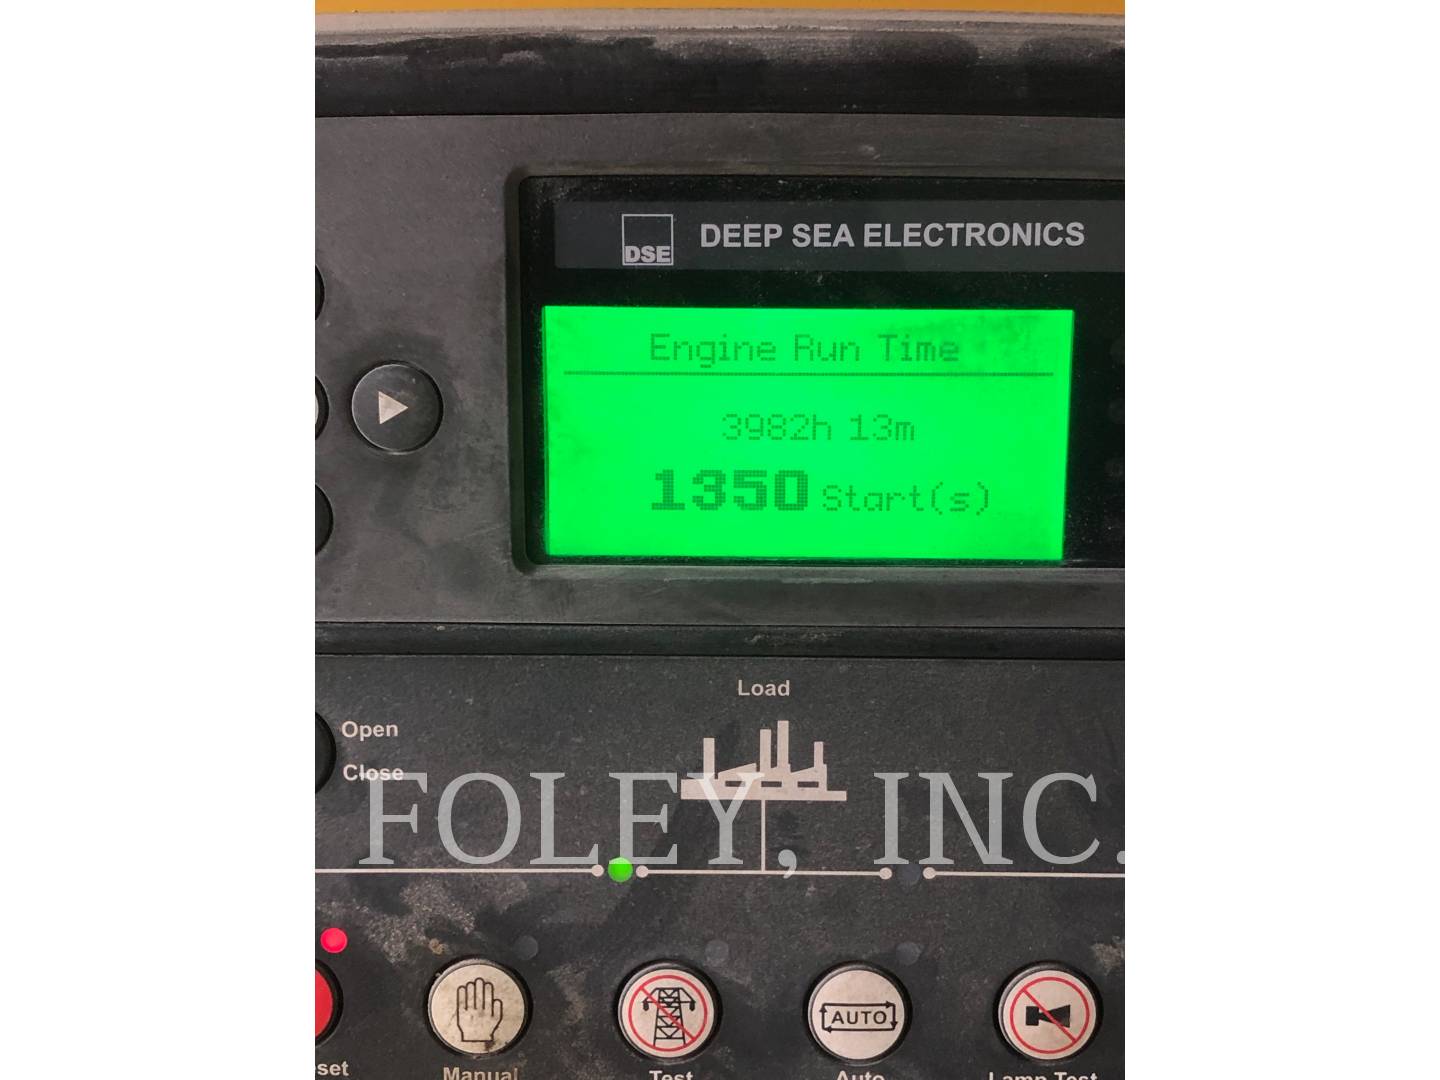 DSE DEEP SEA ELECTRONICS
Engine Run Time
3982h 13m
1350 Start(s)
Load
Open
Close
FOLEY, INC.
AUTO
set
Manual
Test
Auto
Lamp Test